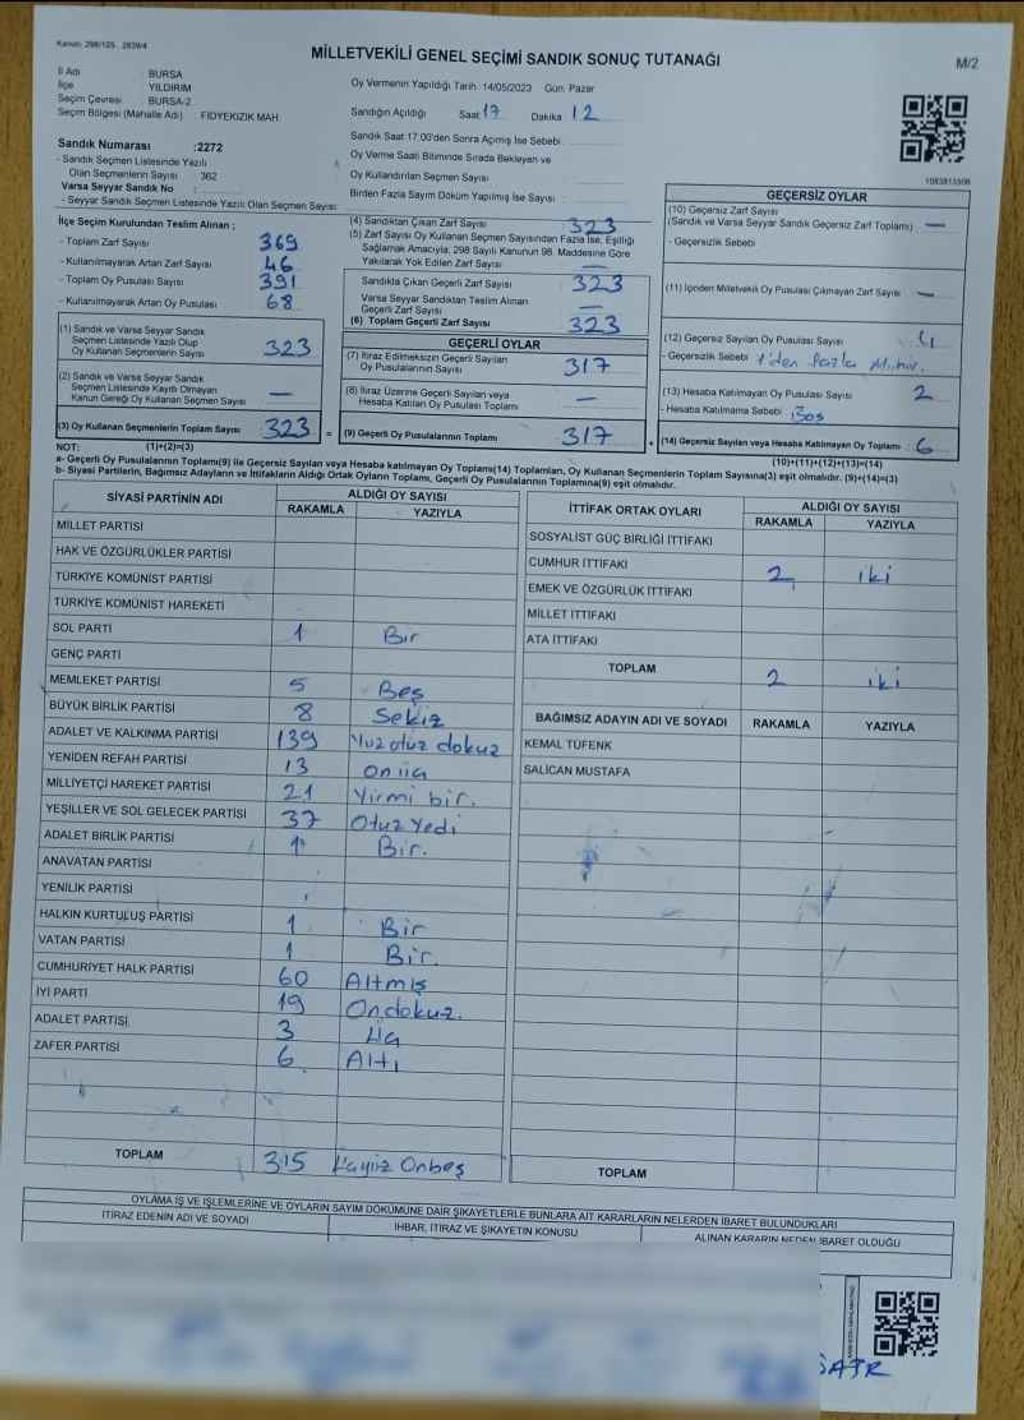 MİLLETVEKİLİ GENEL SEÇİMİ SANDIK SONUÇ TUTANAĞI
M/2
İl Adı BURSA
İlçe YILDIRIM
Seçim Çevresi BURSA-2
Seçim Bölgesi (Mahalle Adı) FIDYEKIZIK MAH.
Oy Vermenin Yapıldığı Tarih: 14/05/2023 Gün: Pazar
Sandığın Açıldığı Saat 17 Dakika 12
Sandık Saat 17:00'den Sonra Açımış İse Sebebi
Oy Verme Saati Bitiminde Sırada Bekleyen ve
Oy Kullandırılan Seçmen Sayısı
Birden Fazla Sayım Döküm Yapılmış İse Sayısı
Sandık Numarası :2272
- Sandık Seçmen Listesinde Yazılı
Olan Seçmenlerin Sayısı 362
Varsa Seyyar Sandık No :
- Seyyar Sandık Seçmen Listesinde Yazılı Olan Seçmen Sayısı
İlçe Seçim Kurulundan Teslim Alınan ;
- Toplam Zarf Sayısı 369
- Kullanılmayarak Artan Zarf Sayısı 46
- Toplam Oy Pusulası Sayısı 391
- Kullanılmayarak Artan Oy Pusulası 68
(1) Sandık ve Varsa Seyyar Sandık
Seçmen Listesinde Yazılı Olup
Oy Kullanan Seçmenlerin Sayısı 323
(2) Sandık ve Varsa Seyyar Sandık
Seçmen Listesinde Kayıtlı Olmayan
Kanun Gereği Oy Kullanan Seçmen Sayısı —
(3) Oy Kullanan Seçmenlerin Toplam Sayısı 323
(1)+(2)=(3)
(4) Sandıktan Çıkan Zarf Sayısı 323
(5) Zarf Sayısı Oy Kullanan Seçmen Sayısından Fazla İse, Eşitliği
Sağlamak Amacıyla, 298 Sayılı Kanunun 98. Maddesine Göre
Yakılarak Yok Edilen Zarf Sayısı —
Sandıkta Çıkan Geçerli Zarf Sayısı 323
Varsa Seyyar Sandıktan Teslim Alınan
Geçerli Zarf Sayısı —
(6) Toplam Geçerli Zarf Sayısı 323
GEÇERLİ OYLAR
(7) İtiraz Edilmeksizin Geçerli Sayılan
Oy Pusulalarının Sayısı 317
(8) İtiraz Üzerine Geçerli Sayılan veya
Hesaba Katılan Oy Pusulası Toplamı —
= (9) Geçerli Oy Pusulalarının Toplamı 317
GEÇERSİZ OYLAR
(10) Geçersiz Zarf Sayısı
(Sandık ve Varsa Seyyar Sandık Geçersiz Zarf Toplamı) —
- Geçersizlik Sebebi
(11) İçinden Milletvekili Oy Pusulası Çıkmayan Zarf Sayısı —
(12) Geçersiz Sayılan Oy Pusulası Sayısı 4
- Geçersizlik Sebebi 1'den fazla Mühür.
(13) Hesaba Katılmayan Oy Pusulası Sayısı 2
- Hesaba Katılmama Sebebi Boş
+ (14) Geçersiz Sayılan veya Hesaba Katılmayan Oy Toplamı 6
(10)+(11)+(12)+(13)=(14)
NOT:
a- Geçerli Oy Pusulalarının Toplamı(9) ile Geçersiz Sayılan veya Hesaba katılmayan Oy Toplamı(14) Toplamları, Oy Kullanan Seçmenlerin Toplam Sayısına(3) eşit olmalıdır. (9)+(14)=(3)
b- Siyasi Partilerin, Bağımsız Adayların ve İttifakların Aldığı Ortak Oyların Toplamı, Geçerli Oy Pusulalarının Toplamına(9) eşit olmalıdır.
SİYASİ PARTİNİN ADI ALDIĞI OY SAYISI
RAKAMLA YAZIYLA
MİLLET PARTİSİ
HAK VE ÖZGÜRLÜKLER PARTİSİ
TÜRKİYE KOMÜNİST PARTİSİ
TÜRKİYE KOMÜNİST HAREKETİ
SOL PARTİ 1 Bir
GENÇ PARTİ
MEMLEKET PARTİSİ 5 Beş
BÜYÜK BİRLİK PARTİSİ 8 Sekiz
ADALET VE KALKINMA PARTİSİ 139 Yüz otuz dokuz
YENİDEN REFAH PARTİSİ 13 On üç
MİLLİYETÇİ HAREKET PARTİSİ 21 Yirmi bir.
YEŞİLLER VE SOL GELECEK PARTİSİ 37 Otuz Yedi
ADALET BİRLİK PARTİSİ 1 Bir.
ANAVATAN PARTİSİ
YENİLİK PARTİSİ
HALKIN KURTULUŞ PARTİSİ 1 Bir
VATAN PARTİSİ 1 Bir.
CUMHURİYET HALK PARTİSİ 60 Altmış
İYİ PARTİ 19 Ondokuz.
ADALET PARTİSİ 3 Üç
ZAFER PARTİSİ 6 Altı
TOPLAM 315 Üçyüz Onbeş
İTTİFAK ORTAK OYLARI ALDIĞI OY SAYISI
RAKAMLA YAZIYLA
SOSYALİST GÜÇ BİRLİĞİ İTTİFAKI
CUMHUR İTTİFAKI 2 iki
EMEK VE ÖZGÜRLÜK İTTİFAKI
MİLLET İTTİFAKI
ATA İTTİFAKI
TOPLAM 2 iki
BAĞIMSIZ ADAYIN ADI VE SOYADI RAKAMLA YAZIYLA
KEMAL TÜFENK
SALİCAN MUSTAFA
TOPLAM
OYLAMA İŞ VE İŞLEMLERİNE VE OYLARIN SAYIM DÖKÜMÜNE DAİR ŞİKAYETLERLE BUNLARA AİT KARARLARIN NELERDEN İBARET BULUNDUKLARI
İTİRAZ EDENİN ADI VE SOYADI İHBAR, İTİRAZ VE ŞİKAYETİN KONUSU ALINAN KARARIN NEDEN İBARET OLDUĞU